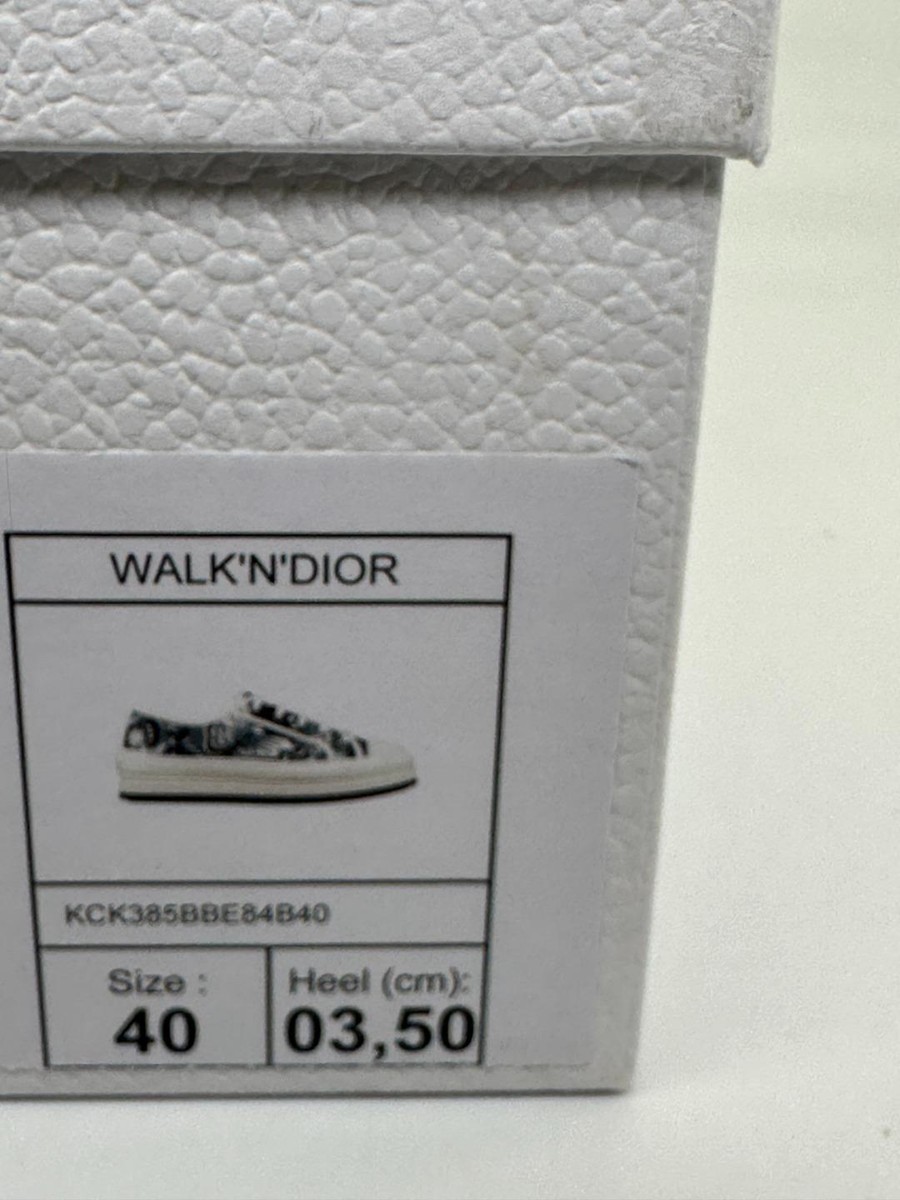 WALK'N'DIOR
KCK385BBE84B40
Size :
40
Heel (cm):
03,50